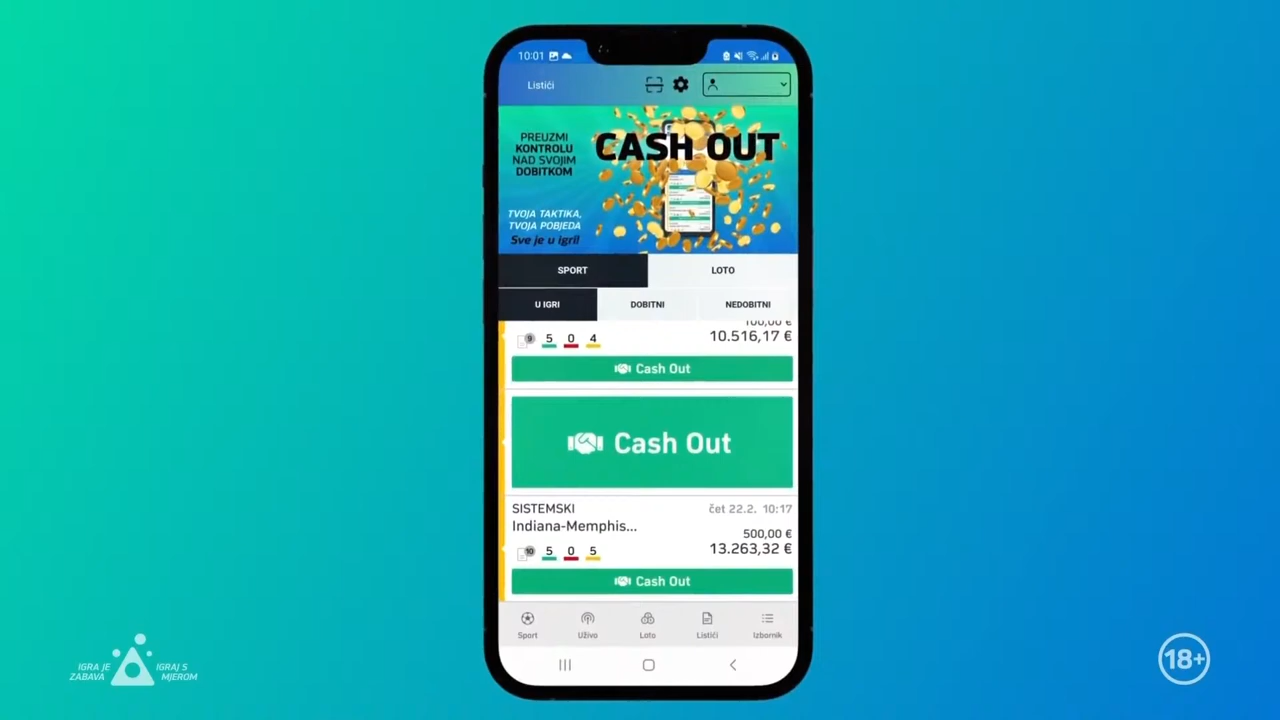 10:01
Listići
PREUZMI
KONTROLU
NAD SVOJIM
DOBITKOM
CASH OUT
TVOJA TAKTIKA,
TVOJA POBJEDA
Sve je u igri!
SPORT
LOTO
U IGRI
DOBITNI
NEDOBITNI
100,00 €
9
5 0 4
10.516,17 €
Cash Out
Cash Out
SISTEMSKI
čet 22.2. 10:17
Indiana-Memphis...
500,00 €
10
5 0 5
13.263,32 €
Cash Out
Sport
Uživo
Loto
Listići
Izbornik
IGRA JE
ZABAVA
IGRAJ S
MJEROM
18+